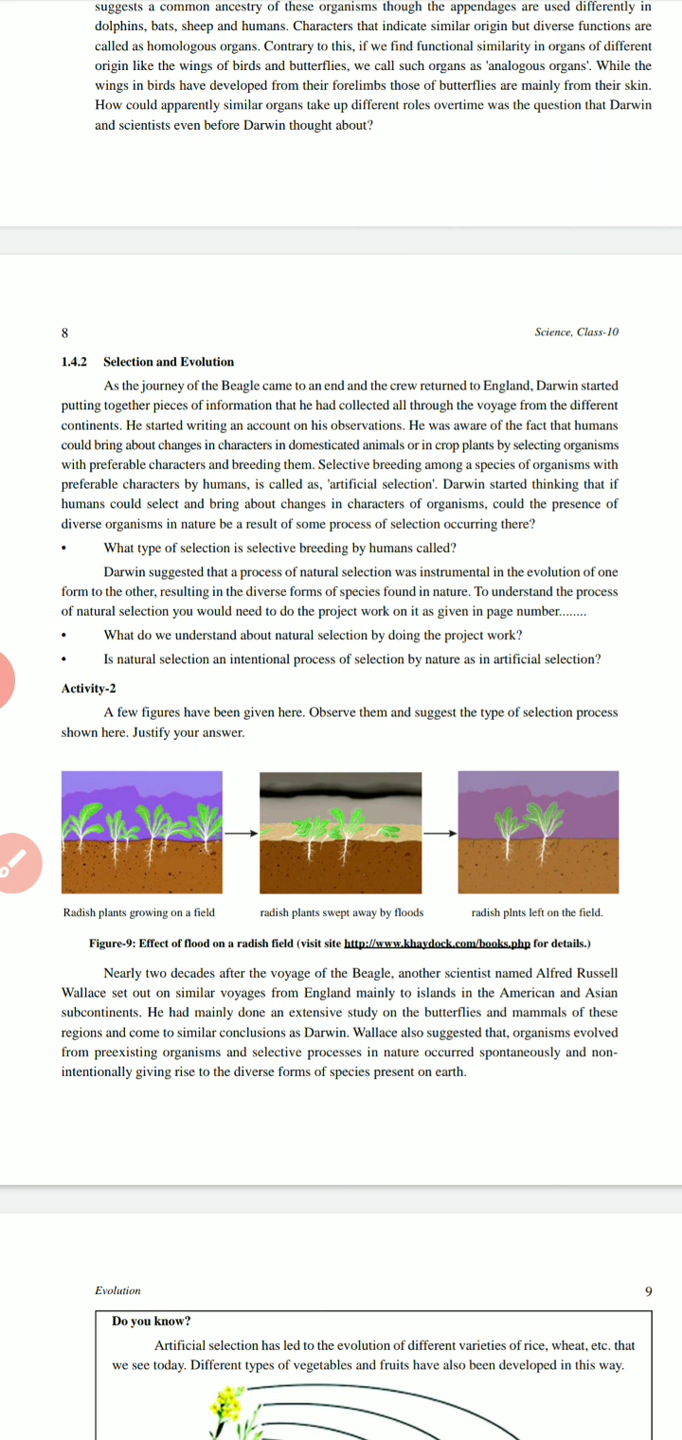 suggests a common ancestry of these organisms though the appendages are used differently in
dolphins, bats, sheep and humans. Characters that indicate similar origin but diverse functions are
called as homologous organs. Contrary to this, if we find functional similarity in organs of different
origin like the wings of birds and butterflies, we call such organs as 'analogous organs'. While the
wings in birds have developed from their forelimbs those of butterflies are mainly from their skin.
How could apparently similar organs take up different roles overtime was the question that Darwin
and scientists even before Darwin thought about?
8
Science, Class-10
1.4.2 Selection and Evolution
As the journey of the Beagle came to an end and the crew returned to England, Darwin started
putting together pieces of information that he had collected all through the voyage from the different
continents. He started writing an account on his observations. He was aware of the fact that humans
could bring about changes in characters in domesticated animals or in crop plants by selecting organisms
with preferable characters and breeding them. Selective breeding among a species of organisms with
preferable characters by humans, is called as, 'artificial selection'. Darwin started thinking that if
humans could select and bring about changes in characters of organisms, could the presence of
diverse organisms in nature be a result of some process of selection occurring there?
• What type of selection is selective breeding by humans called?
Darwin suggested that a process of natural selection was instrumental in the evolution of one
form to the other, resulting in the diverse forms of species found in nature. To understand the process
of natural selection you would need to do the project work on it as given in page number........
• What do we understand about natural selection by doing the project work?
• Is natural selection an intentional process of selection by nature as in artificial selection?
Activity-2
A few figures have been given here. Observe them and suggest the type of selection process
shown here. Justify your answer.
Radish plants growing on a field
radish plants swept away by floods
radish plnts left on the field.
Figure-9: Effect of flood on a radish field (visit site http://www.khaydock.com/books.php for details.)
Nearly two decades after the voyage of the Beagle, another scientist named Alfred Russell
Wallace set out on similar voyages from England mainly to islands in the American and Asian
subcontinents. He had mainly done an extensive study on the butterflies and mammals of these
regions and come to similar conclusions as Darwin. Wallace also suggested that, organisms evolved
from preexisting organisms and selective processes in nature occurred spontaneously and non-
intentionally giving rise to the diverse forms of species present on earth.
Evolution
9
Do you know?
Artificial selection has led to the evolution of different varieties of rice, wheat, etc. that
we see today. Different types of vegetables and fruits have also been developed in this way.